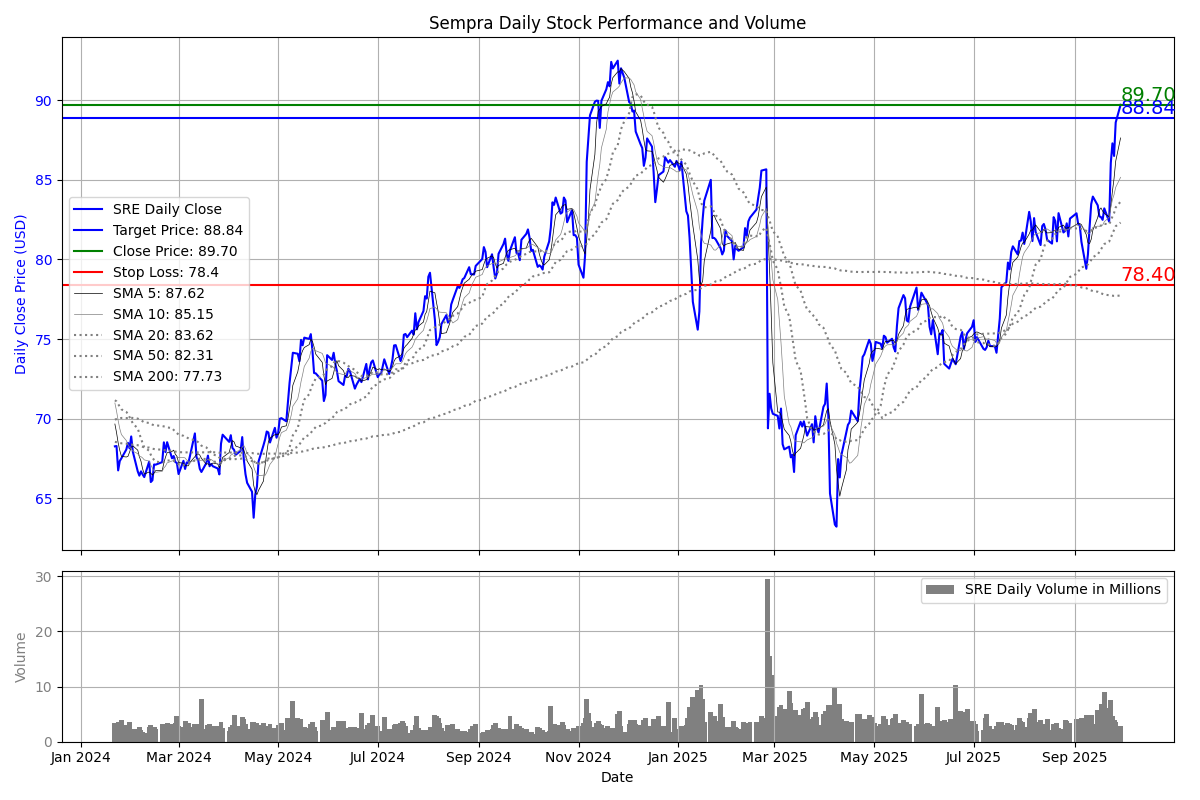 Sempra Daily Stock Performance and Volume
Daily Close Price (USD)
90
85
80
75
70
65
89.70
88.84
78.40
SRE Daily Close
Target Price: 88.84
Close Price: 89.70
Stop Loss: 78.4
SMA 5: 87.62
SMA 10: 85.15
SMA 20: 83.62
SMA 50: 82.31
SMA 200: 77.73
Volume
30
20
10
0
SRE Daily Volume in Millions
Jan 2024 Mar 2024 May 2024 Jul 2024 Sep 2024 Nov 2024 Jan 2025 Mar 2025 May 2025 Jul 2025 Sep 2025
Date